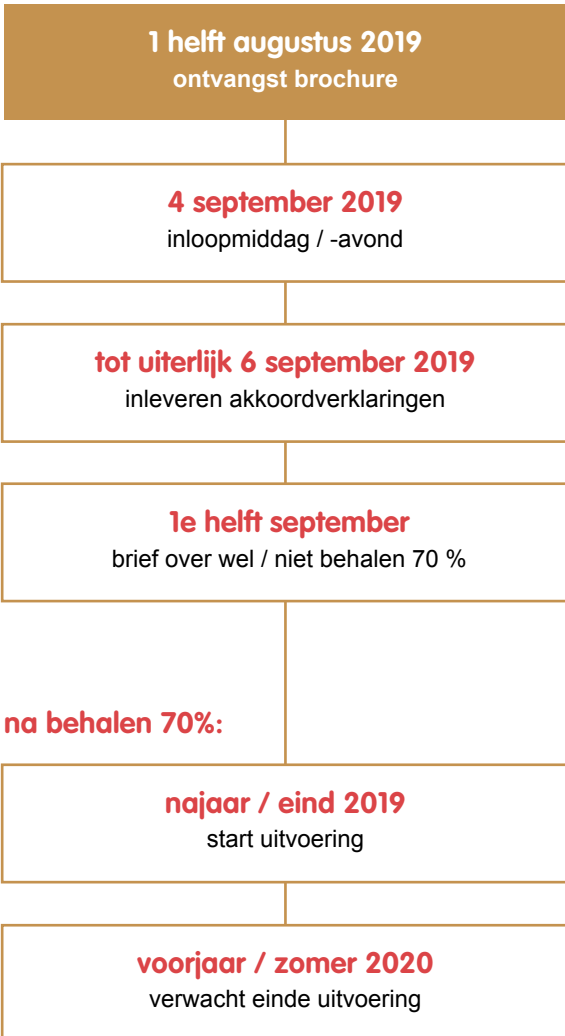 1 helft augustus 2019
ontvangst brochure
4 september 2019
inloopmiddag / -avond
tot uiterlijk 6 september 2019
inleveren akkoordverklaringen
1e helft september
brief over wel / niet behalen 70 %
na behalen 70%:
najaar / eind 2019
start uitvoering
voorjaar / zomer 2020
verwacht einde uitvoering